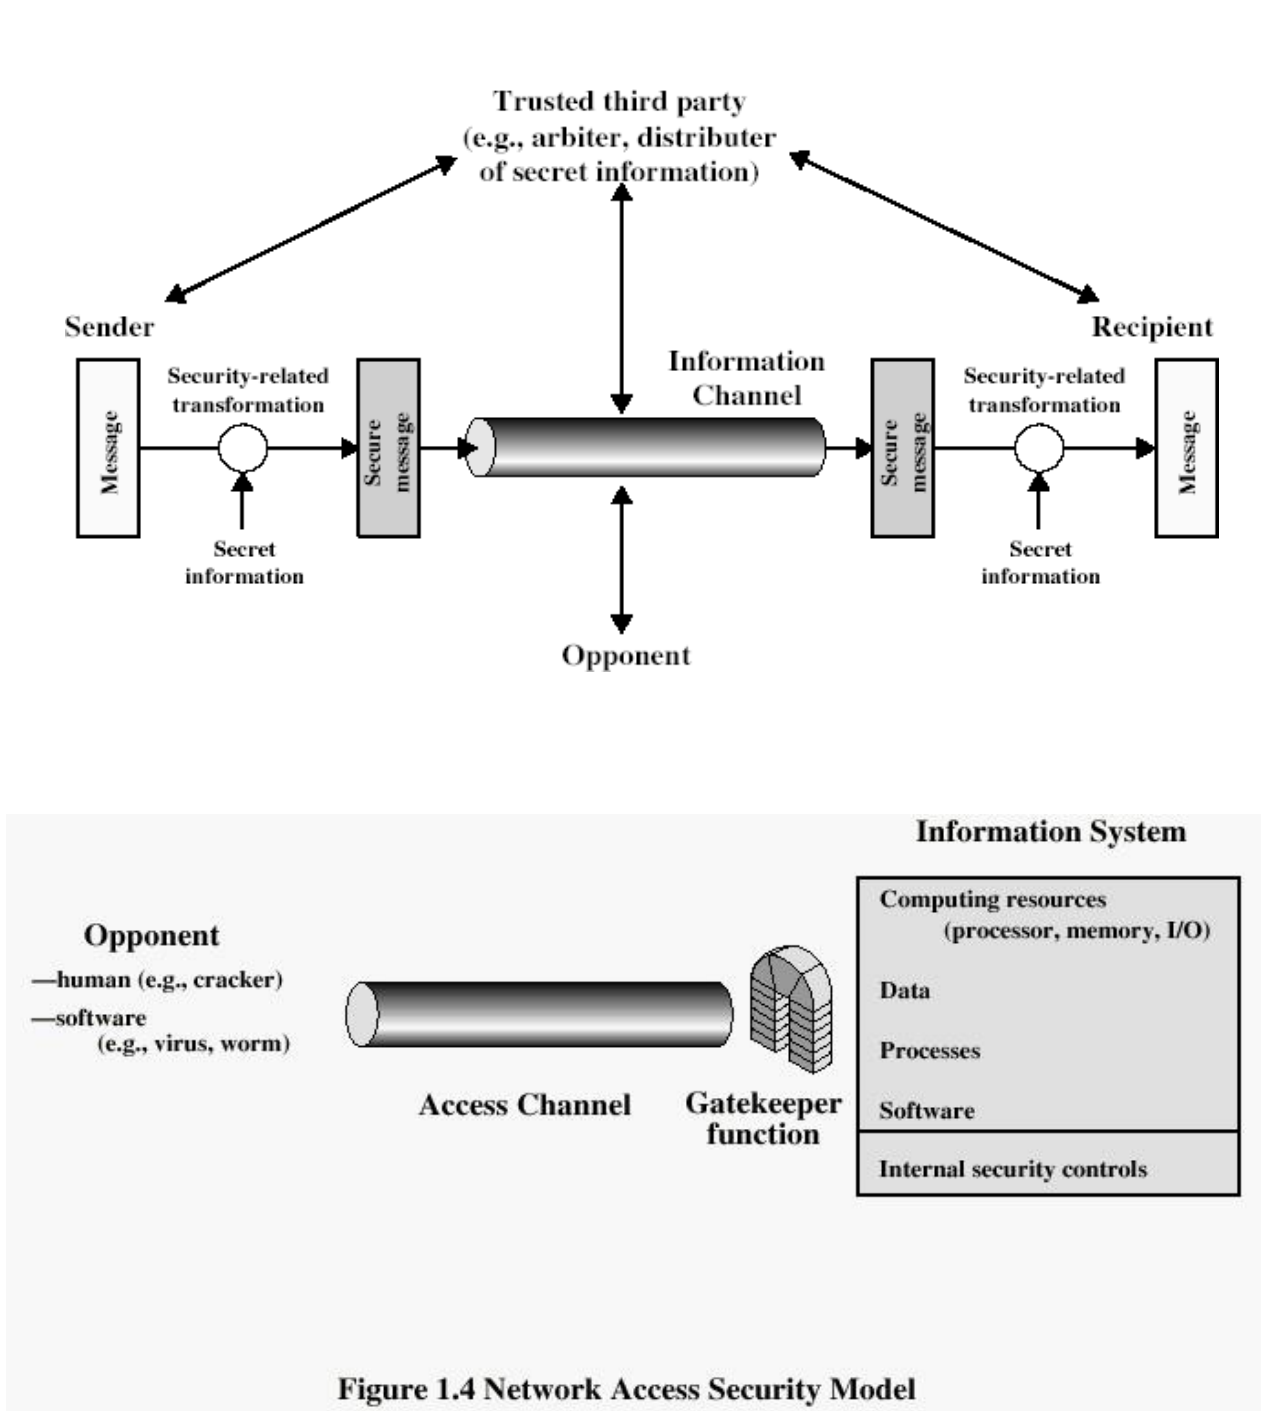 Trusted third party
(e.g., arbiter, distributer
of secret information)
Sender
Recipient
Information
Channel
Security-related
transformation
Security-related
transformation
Message
Secure
message
Secure
message
Message
Secret
information
Secret
information
Opponent
Information System
Computing resources
(processor, memory, I/O)
Opponent
—human (e.g., cracker)
Data
—software
(e.g., virus, worm)
Processes
Access Channel
Gatekeeper
function
Software
Internal security controls
Figure 1.4 Network Access Security Model